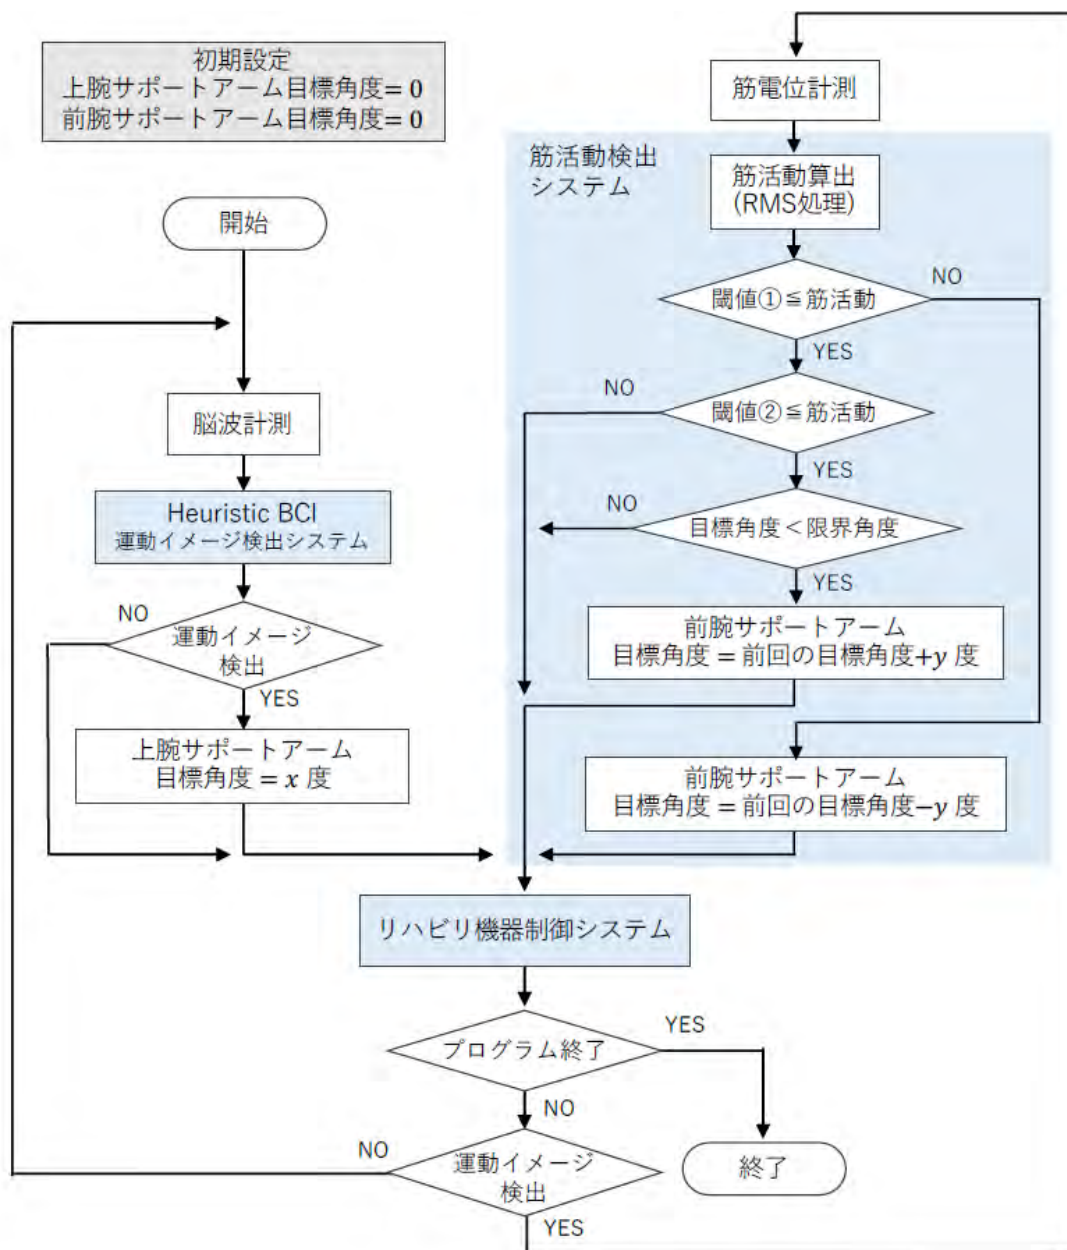 初期設定
上腕サポートアーム目標角度= 0
前腕サポートアーム目標角度= 0
開始
脳波計測
Heuristic BCI
運動イメージ検出システム
NO
運動イメージ
検出
YES
上腕サポートアーム
目標角度 = x 度
筋電位計測
筋活動検出
システム
筋活動算出
(RMS処理)
NO
閾値①≦筋活動
YES
NO
閾値②≦筋活動
YES
NO
目標角度<限界角度
YES
前腕サポートアーム
目標角度 = 前回の目標角度+y 度
前腕サポートアーム
目標角度 = 前回の目標角度−y 度
リハビリ機器制御システム
YES
プログラム終了
NO
NO
運動イメージ
検出
終了
YES